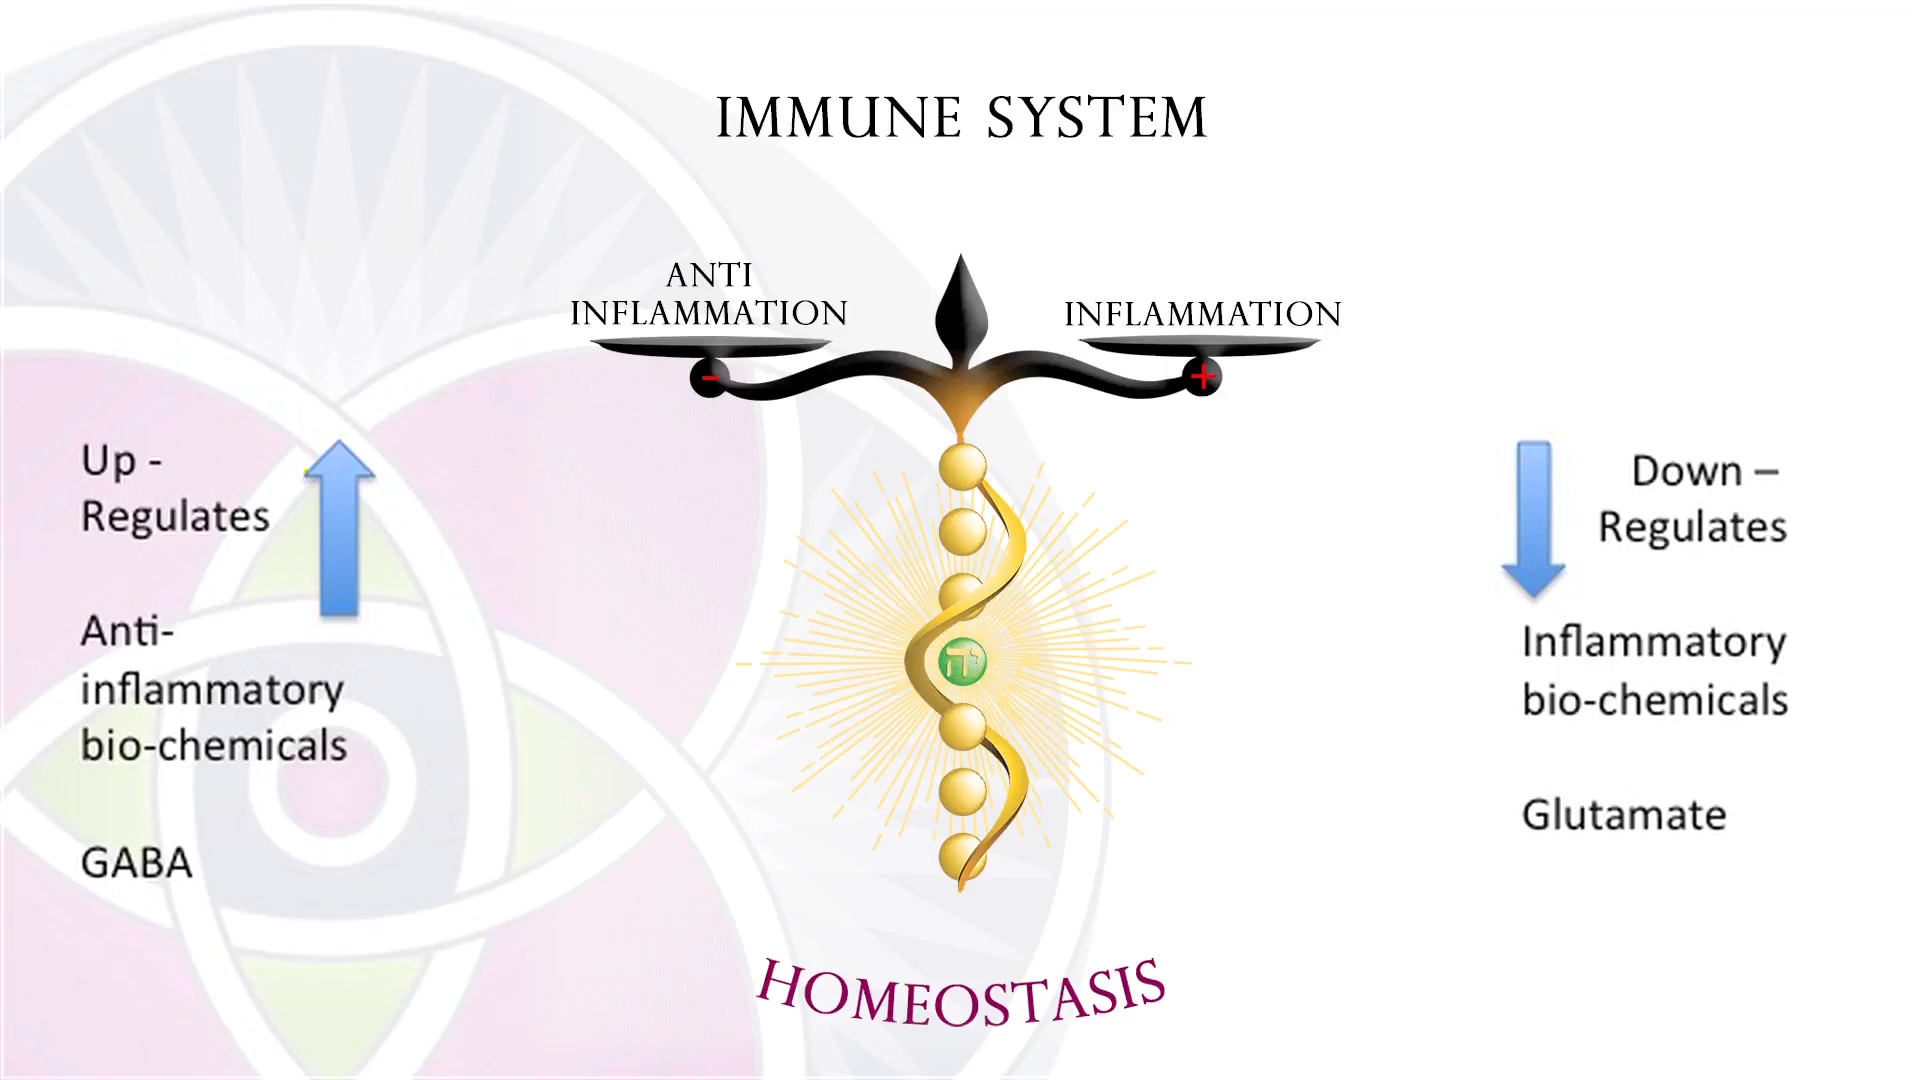 IMMUNE SYSTEM
ANTI
INFLAMMATION
INFLAMMATION
-
+
Up -
Regulates
Anti-
inflammatory
bio-chemicals
GABA
Down –
Regulates
Inflammatory
bio-chemicals
Glutamate
יה
HOMEOSTASIS